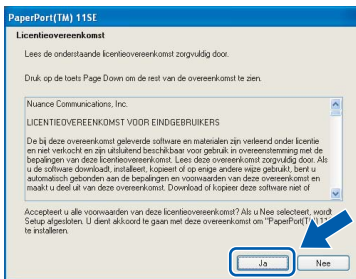 PaperPort(TM) 11SE
Licentieovereenkomst
Lees de onderstaande licentieovereenkomst zorgvuldig door.
Druk op de toets Page Down om de rest van de overeenkomst te zien.
Nuance Communications, Inc.
LICENTIEOVEREENKOMST VOOR EINDGEBRUIKERS
De bij deze overeenkomst geleverde software en materialen zijn verleend onder licentie
en niet verkocht en zijn uitsluitend beschikbaar voor gebruik in overeenstemming met de
bepalingen van deze licentieovereenkomst. Lees deze overeenkomst zorgvuldig door. Als
u de software downloadt, installeert, kopieert of op enige andere wijze gebruikt, bent u
automatisch gebonden aan de bepalingen en voorwaarden van deze overeenkomst en
maakt u deel uit van deze overeenkomst. Download of kopieer deze software niet of
Accepteert u alle voorwaarden van deze licentieovereenkomst? Als u Nee selecteert, wordt
Setup afgesloten. U dient akkoord te gaan met deze overeenkomst om "PaperPort(TM) 11
te installeren.
Ja
Nee